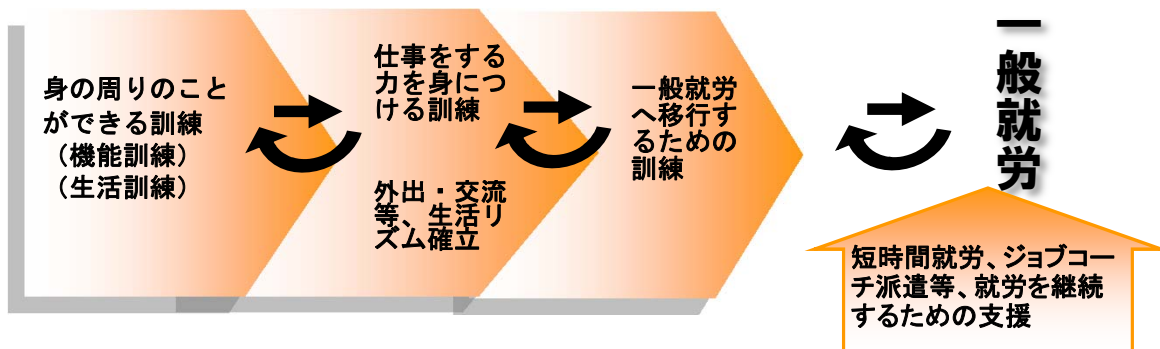 身の周りのこと
ができる訓練
（機能訓練）
（生活訓練）
仕事をする
力を身につ
ける訓練
外出・交流
等、生活リ
ズム確立
一般就労
へ移行す
るための
訓練
一般就労
短時間就労、ジョブコー
チ派遣等、就労を継続
するための支援